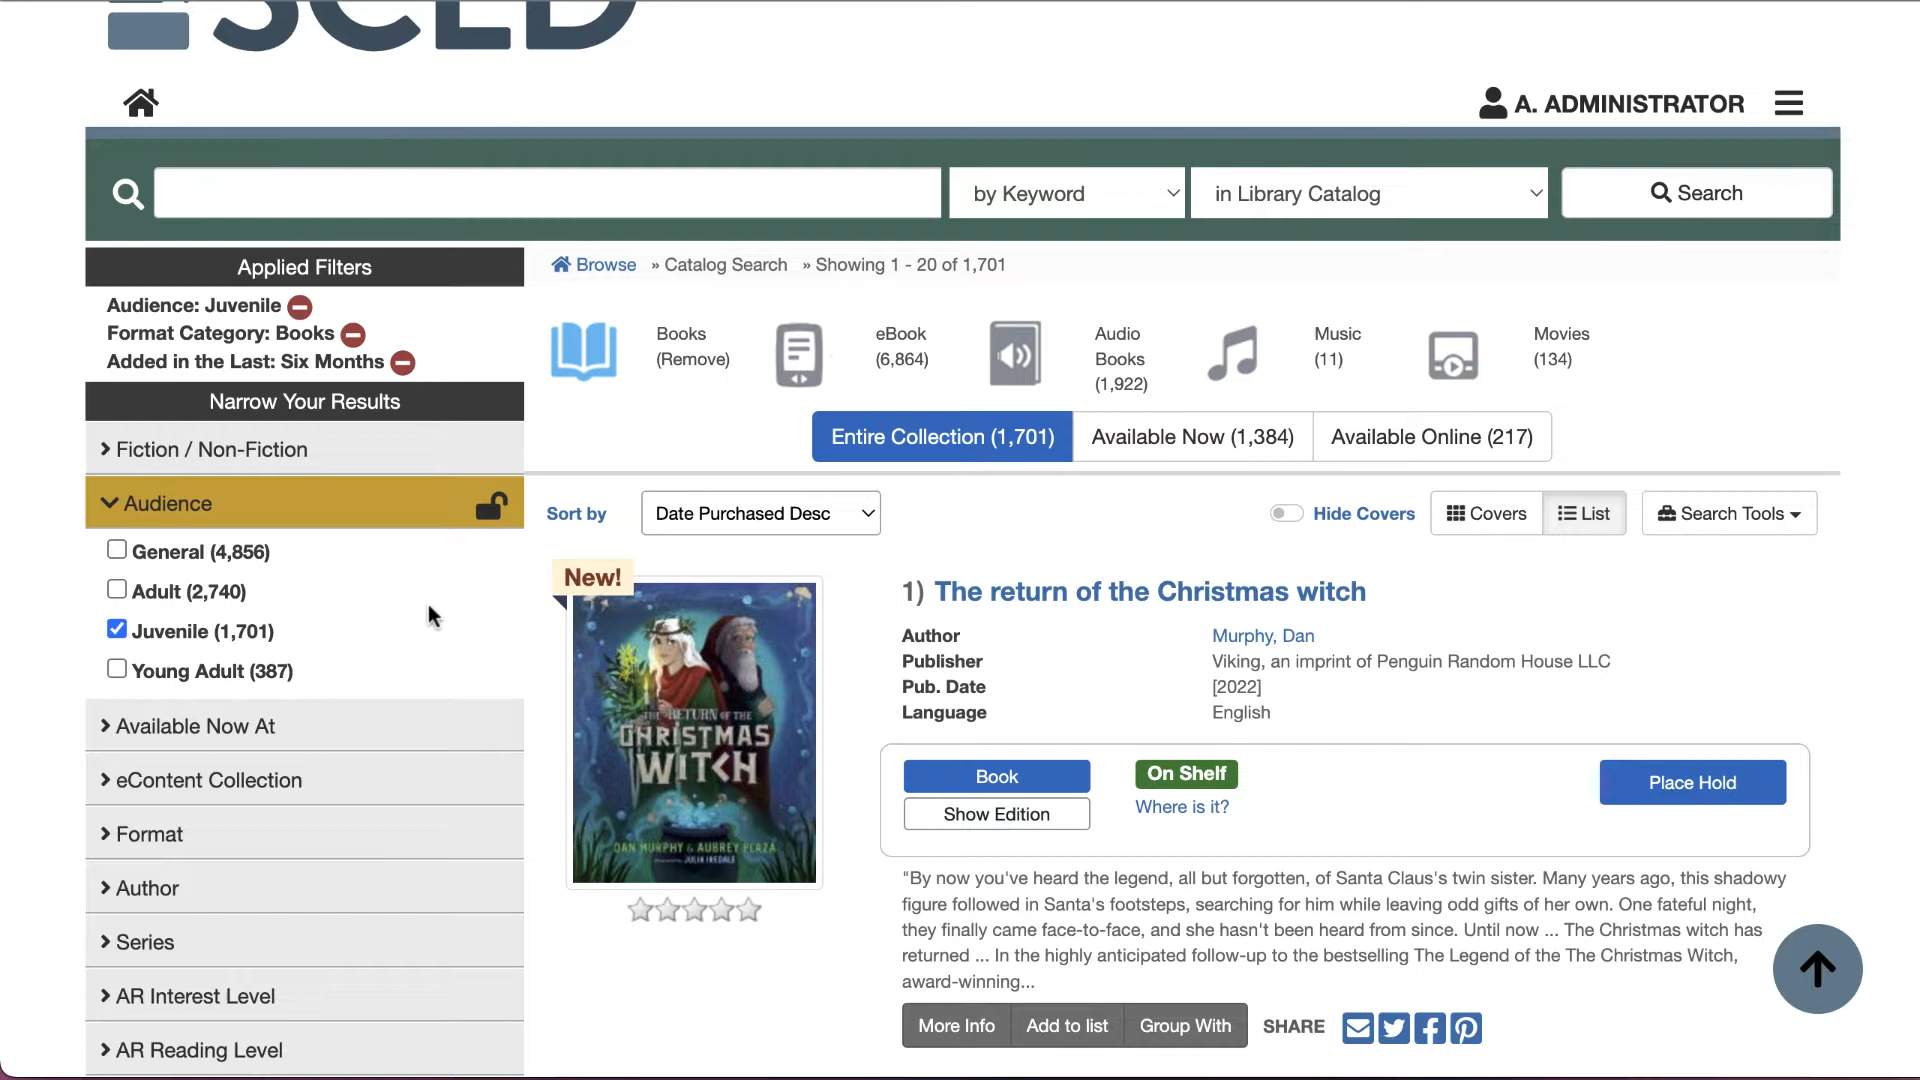 SCLD
A. ADMINISTRATOR
by Keyword
in Library Catalog
Search
Applied Filters
Audience: Juvenile
Format Category: Books
Added in the Last: Six Months
Narrow Your Results
Fiction / Non-Fiction
Audience
General (4,856)
Adult (2,740)
Juvenile (1,701)
Young Adult (387)
Available Now At
eContent Collection
Format
Author
Series
AR Interest Level
AR Reading Level
Browse » Catalog Search » Showing 1 - 20 of 1,701
Books
(Remove)
eBook
(6,864)
Audio
Books
(1,922)
Music
(11)
Movies
(134)
Entire Collection (1,701)
Available Now (1,384)
Available Online (217)
Sort by
Date Purchased Desc
Hide Covers
Covers
List
Search Tools
New!
THE RETURN OF THE
CHRISTMAS
WITCH
DAN MURPHY & AUBREY PLAZA
JULIA IREDALE
1) The return of the Christmas witch
Author Murphy, Dan
Publisher Viking, an imprint of Penguin Random House LLC
Pub. Date [2022]
Language English
Book
Show Edition
On Shelf
Where is it?
Place Hold
"By now you've heard the legend, all but forgotten, of Santa Claus's twin sister. Many years ago, this shadowy
figure followed in Santa's footsteps, searching for him while leaving odd gifts of her own. One fateful night,
they finally came face-to-face, and she hasn't been heard from since. Until now ... The Christmas witch has
returned ... In the highly anticipated follow-up to the bestselling The Legend of the The Christmas Witch,
award-winning...
More Info
Add to list
Group With
SHARE